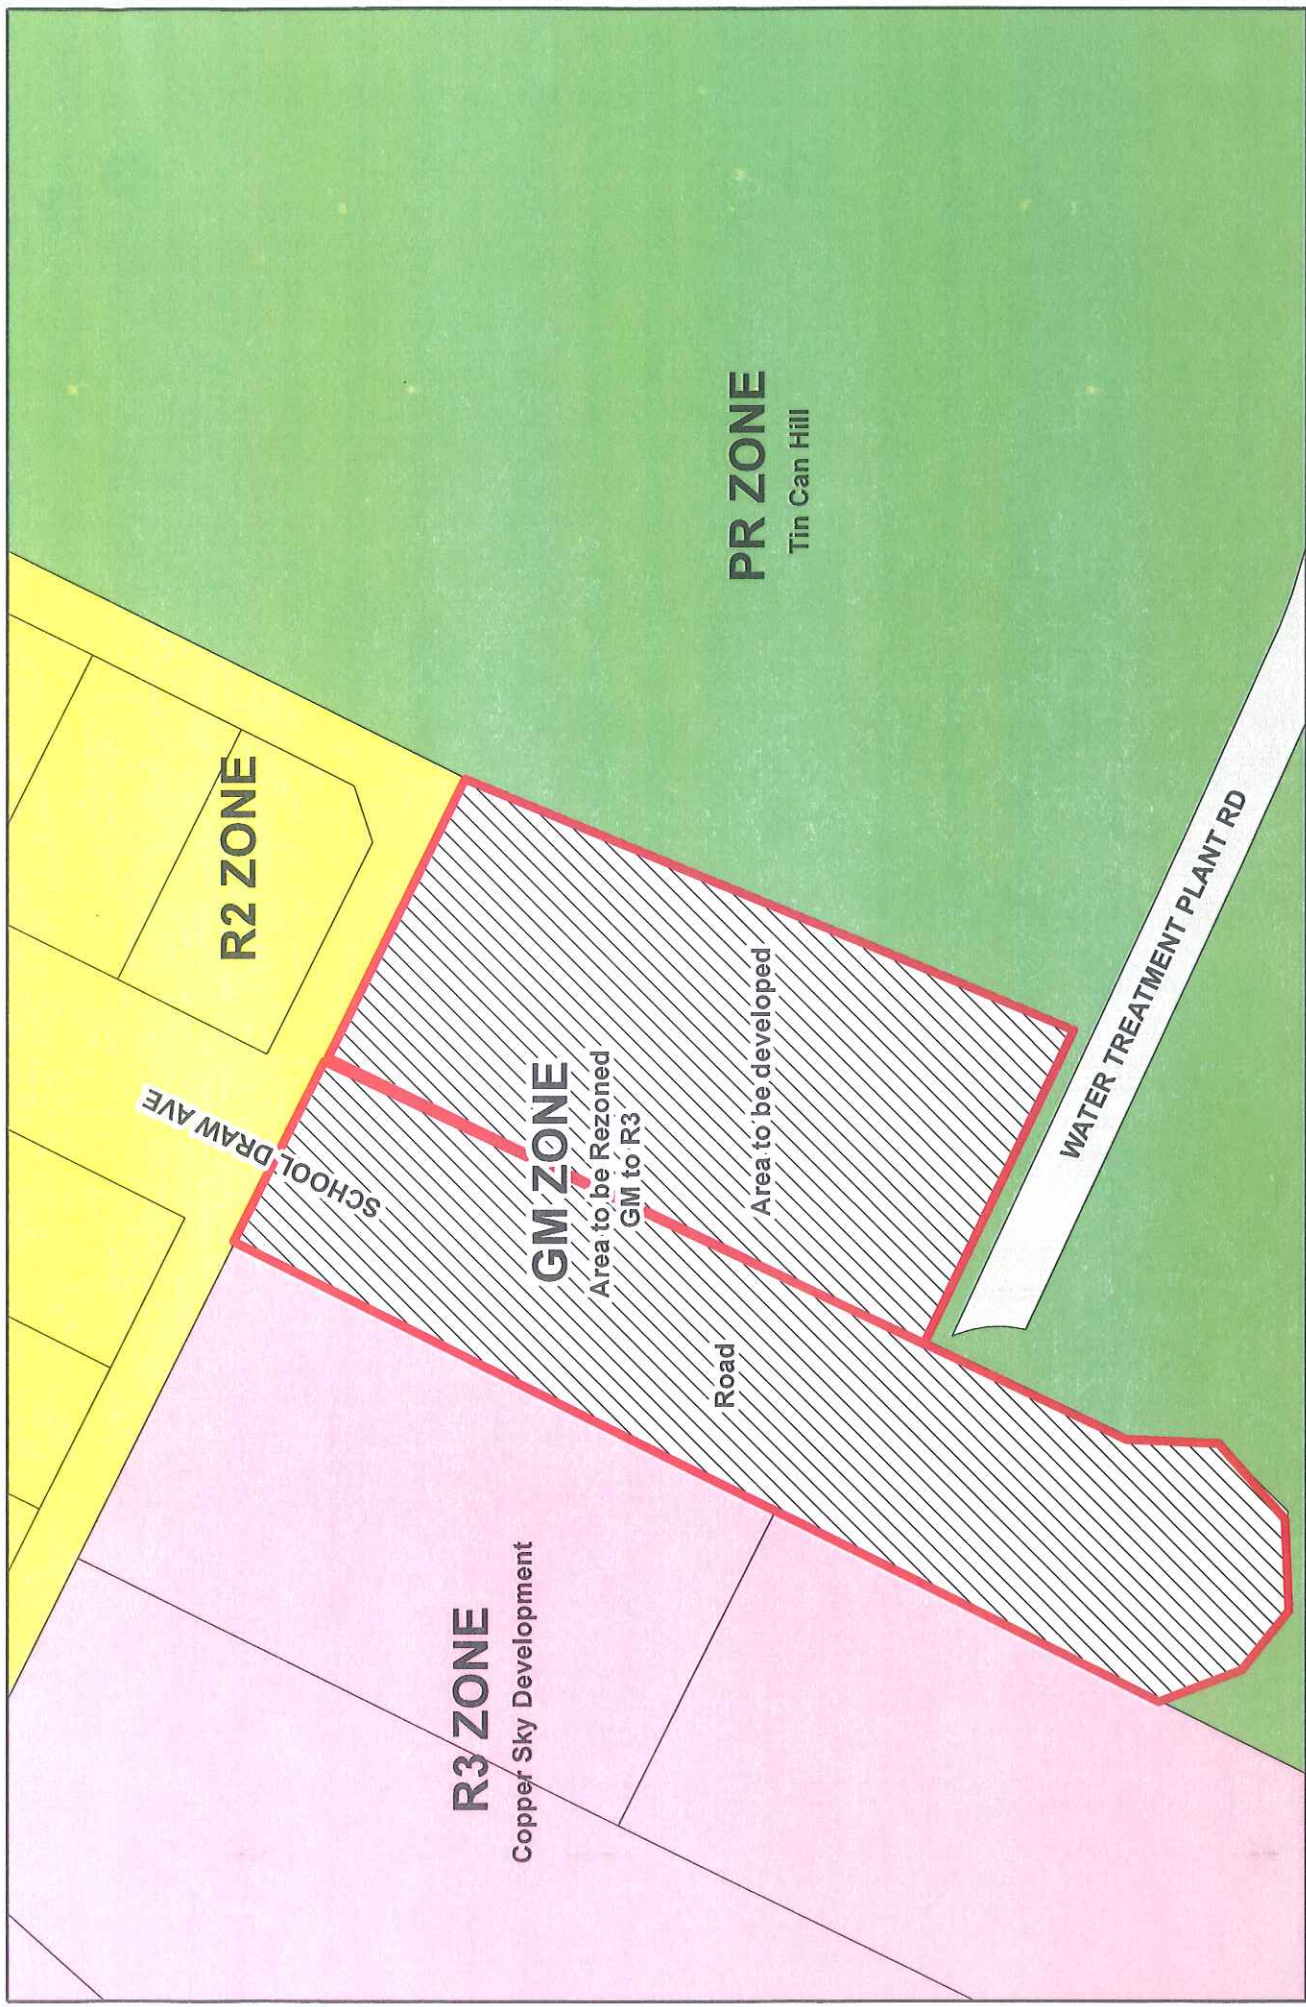 R2 ZONE
SCHOOL DRAW AVE
R3 ZONE
Copper Sky Development
GM ZONE
Area to be Rezoned
GM to R3
Road
Area to be developed
PR ZONE
Tin Can Hill
WATER TREATMENT PLANT RD